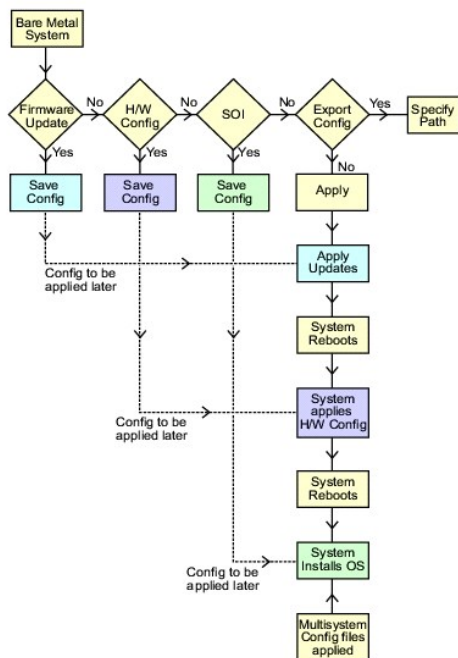 Bare Metal
System
Firmware
Update
No
H/W
Config
No
SOI
No
Export
Config
Yes
Specify
Path
Yes
Yes
Yes
No
Save
Config
Save
Config
Save
Config
Apply
Config to be
applied later
Apply
Updates
System
Reboots
Config to be
applied later
System
applies
H/W Config
System
Reboots
Config to be
applied later
System
Installs OS
Multisystem
Config files
applied